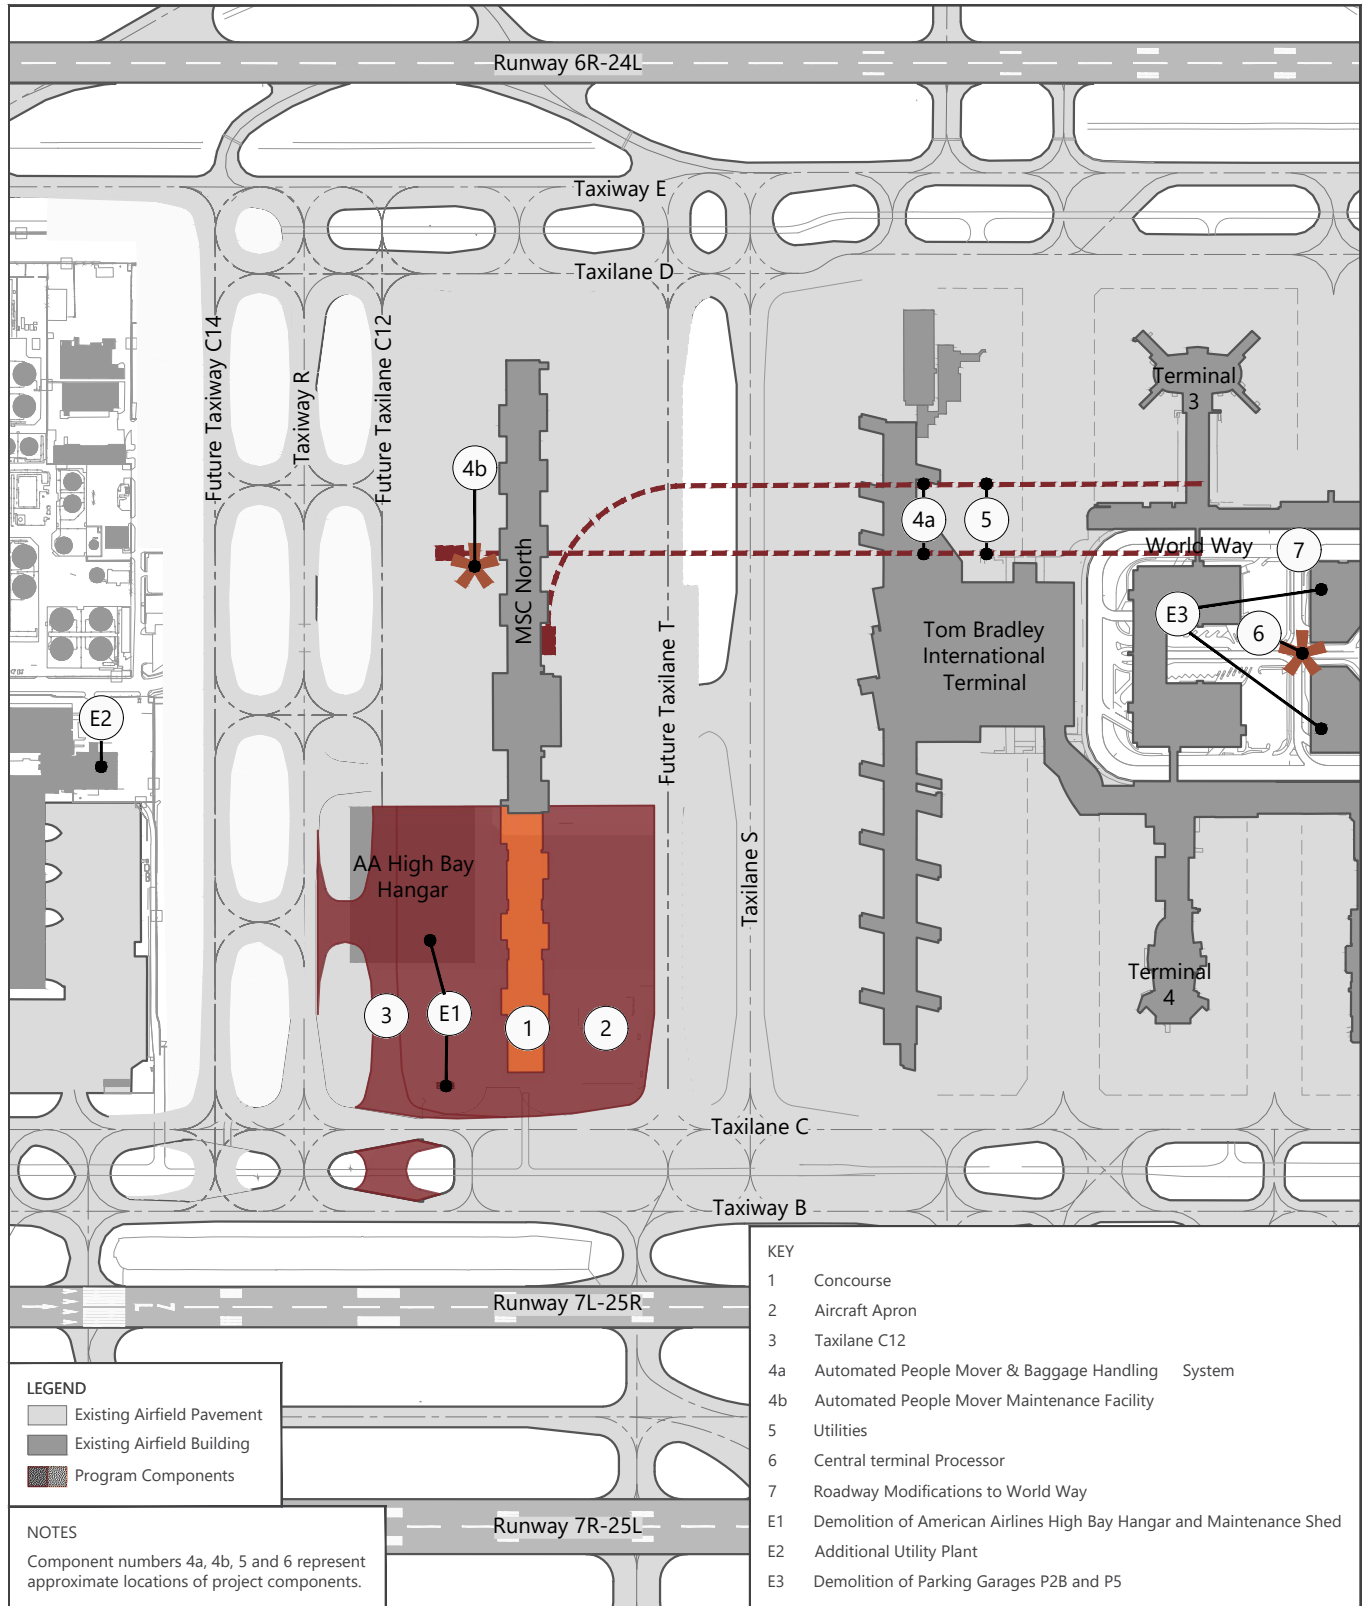 Runway 6R-24L
Taxiway E
Taxilane D
Future Taxiway C14
Taxiway R
Future Taxilane C12
Terminal
3
4b
4a
5
MSC North
World Way
7
E3
6
Tom Bradley
International
Terminal
Future Taxilane T
E2
Taxilane S
AA High Bay
Hangar
Terminal
4
3
E1
1
2
Taxilane C
Taxiway B
Runway 7L-25R
Runway 7R-25L
LEGEND
Existing Airfield Pavement
Existing Airfield Building
Program Components
NOTES
Component numbers 4a, 4b, 5 and 6 represent
approximate locations of project components.
KEY
1 Concourse
2 Aircraft Apron
3 Taxilane C12
4a Automated People Mover & Baggage Handling System
4b Automated People Mover Maintenance Facility
5 Utilities
6 Central terminal Processor
7 Roadway Modifications to World Way
E1 Demolition of American Airlines High Bay Hangar and Maintenance Shed
E2 Additional Utility Plant
E3 Demolition of Parking Garages P2B and P5